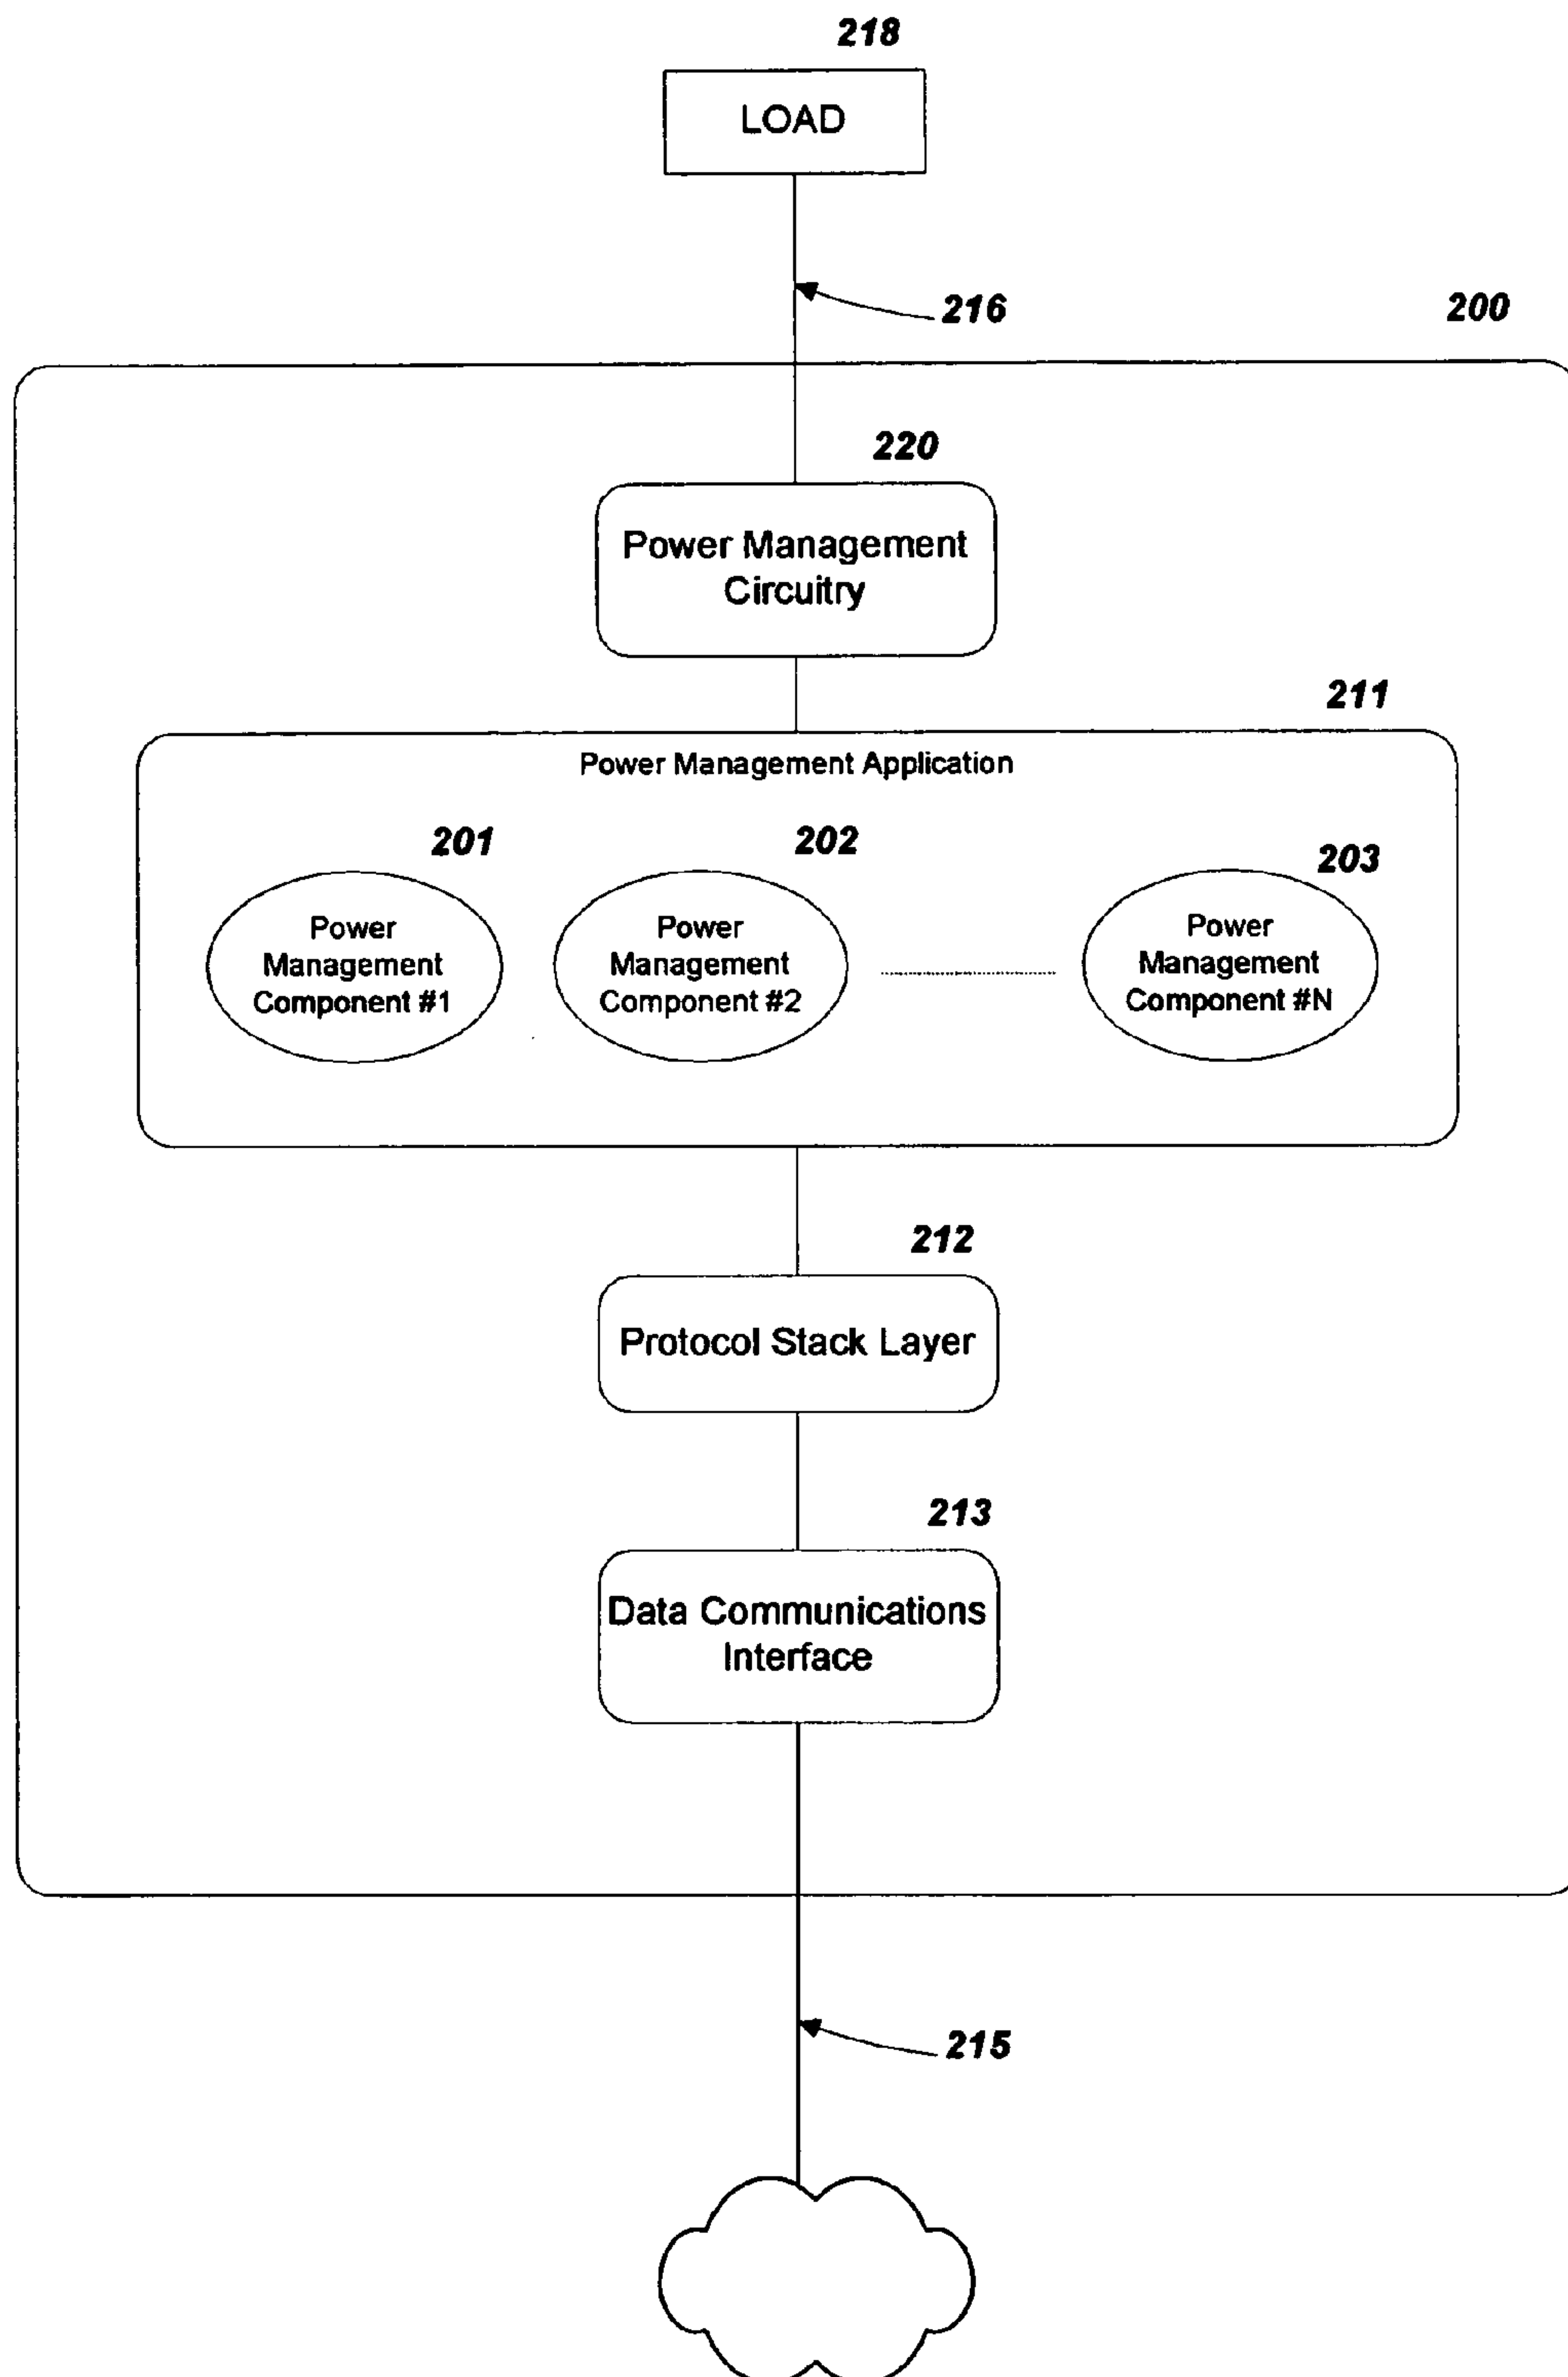 218
LOAD
216
200
220
Power Management
Circuitry
211
Power Management Application
201
202
203
Power
Management
Component #1
Power
Management
Component #2
Power
Management
Component #N
212
Protocol Stack Layer
213
Data Communications
Interface
215